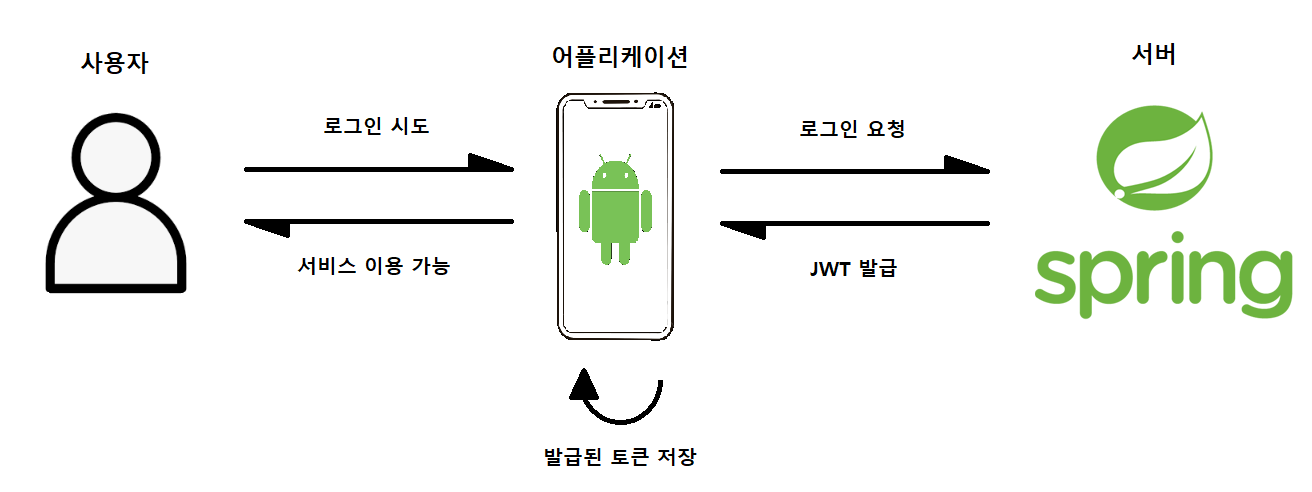 사용자
어플리케이션
서버
로그인 시도
로그인 요청
서비스 이용 가능
JWT 발급
spring
발급된 토큰 저장